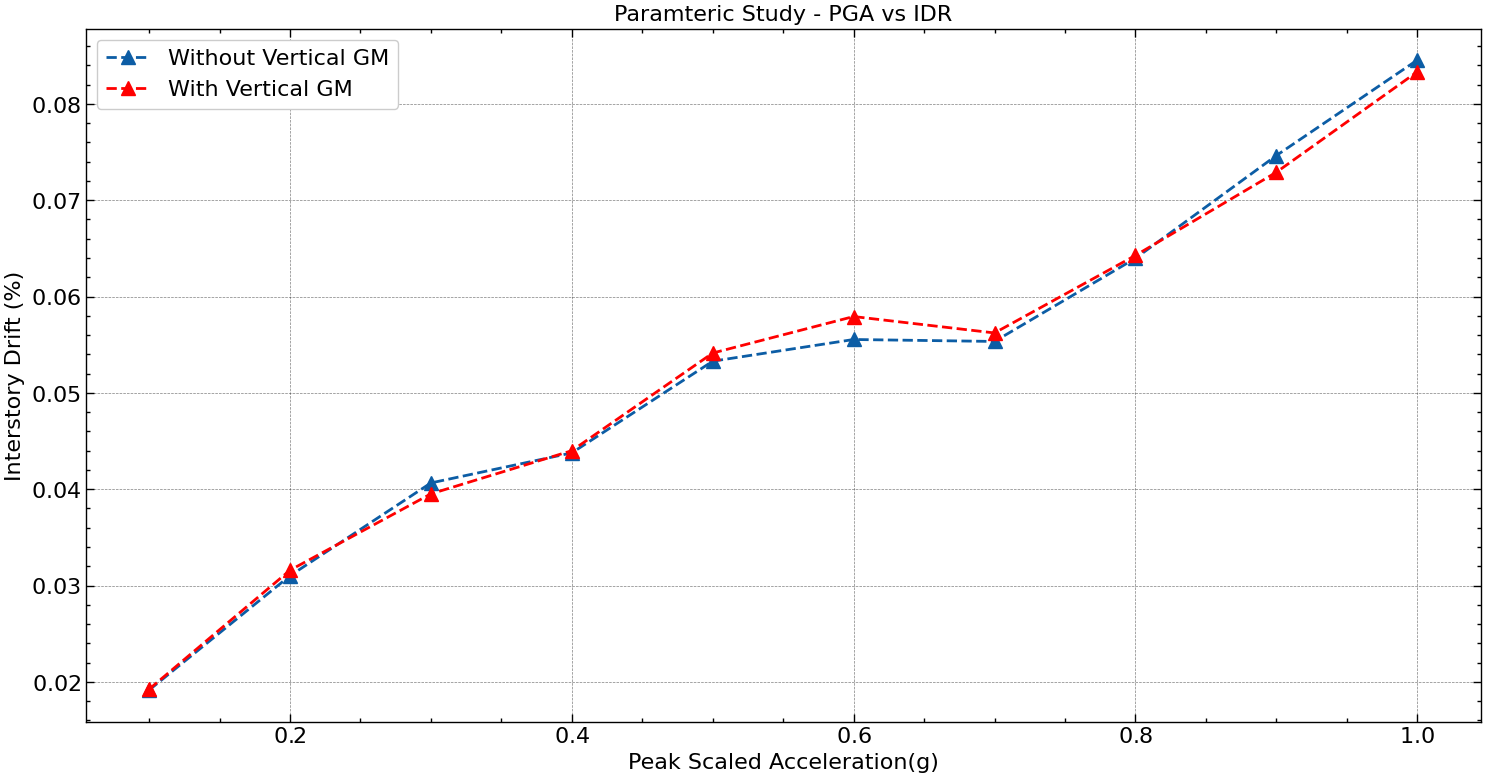 Paramteric Study - PGA vs IDR
Without Vertical GM
With Vertical GM
Interstory Drift (%)
0.08
0.07
0.06
0.05
0.04
0.03
0.02
0.2
0.4
0.6
0.8
1.0
Peak Scaled Acceleration(g)